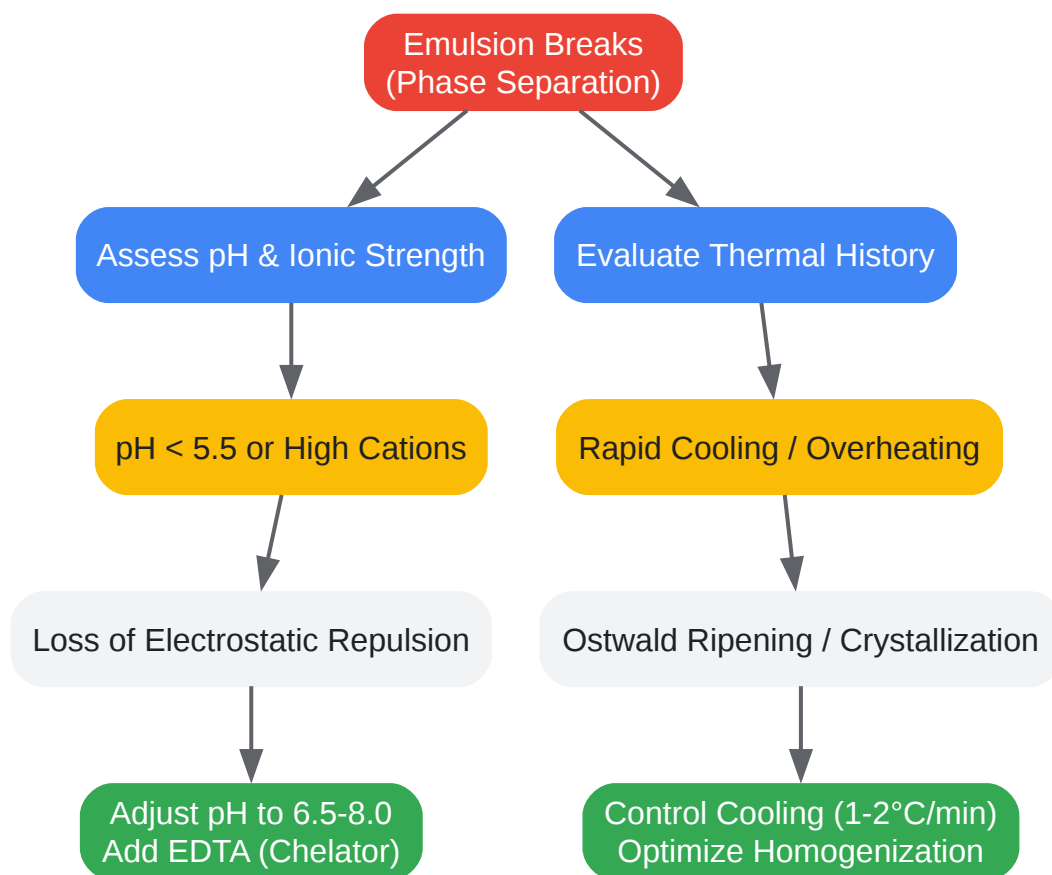 Emulsion Breaks
(Phase Separation)
Assess pH & Ionic Strength
Evaluate Thermal History
pH < 5.5 or High Cations
Rapid Cooling / Overheating
Loss of Electrostatic Repulsion
Ostwald Ripening / Crystallization
Adjust pH to 6.5-8.0
Add EDTA (Chelator)
Control Cooling (1-2°C/min)
Optimize Homogenization